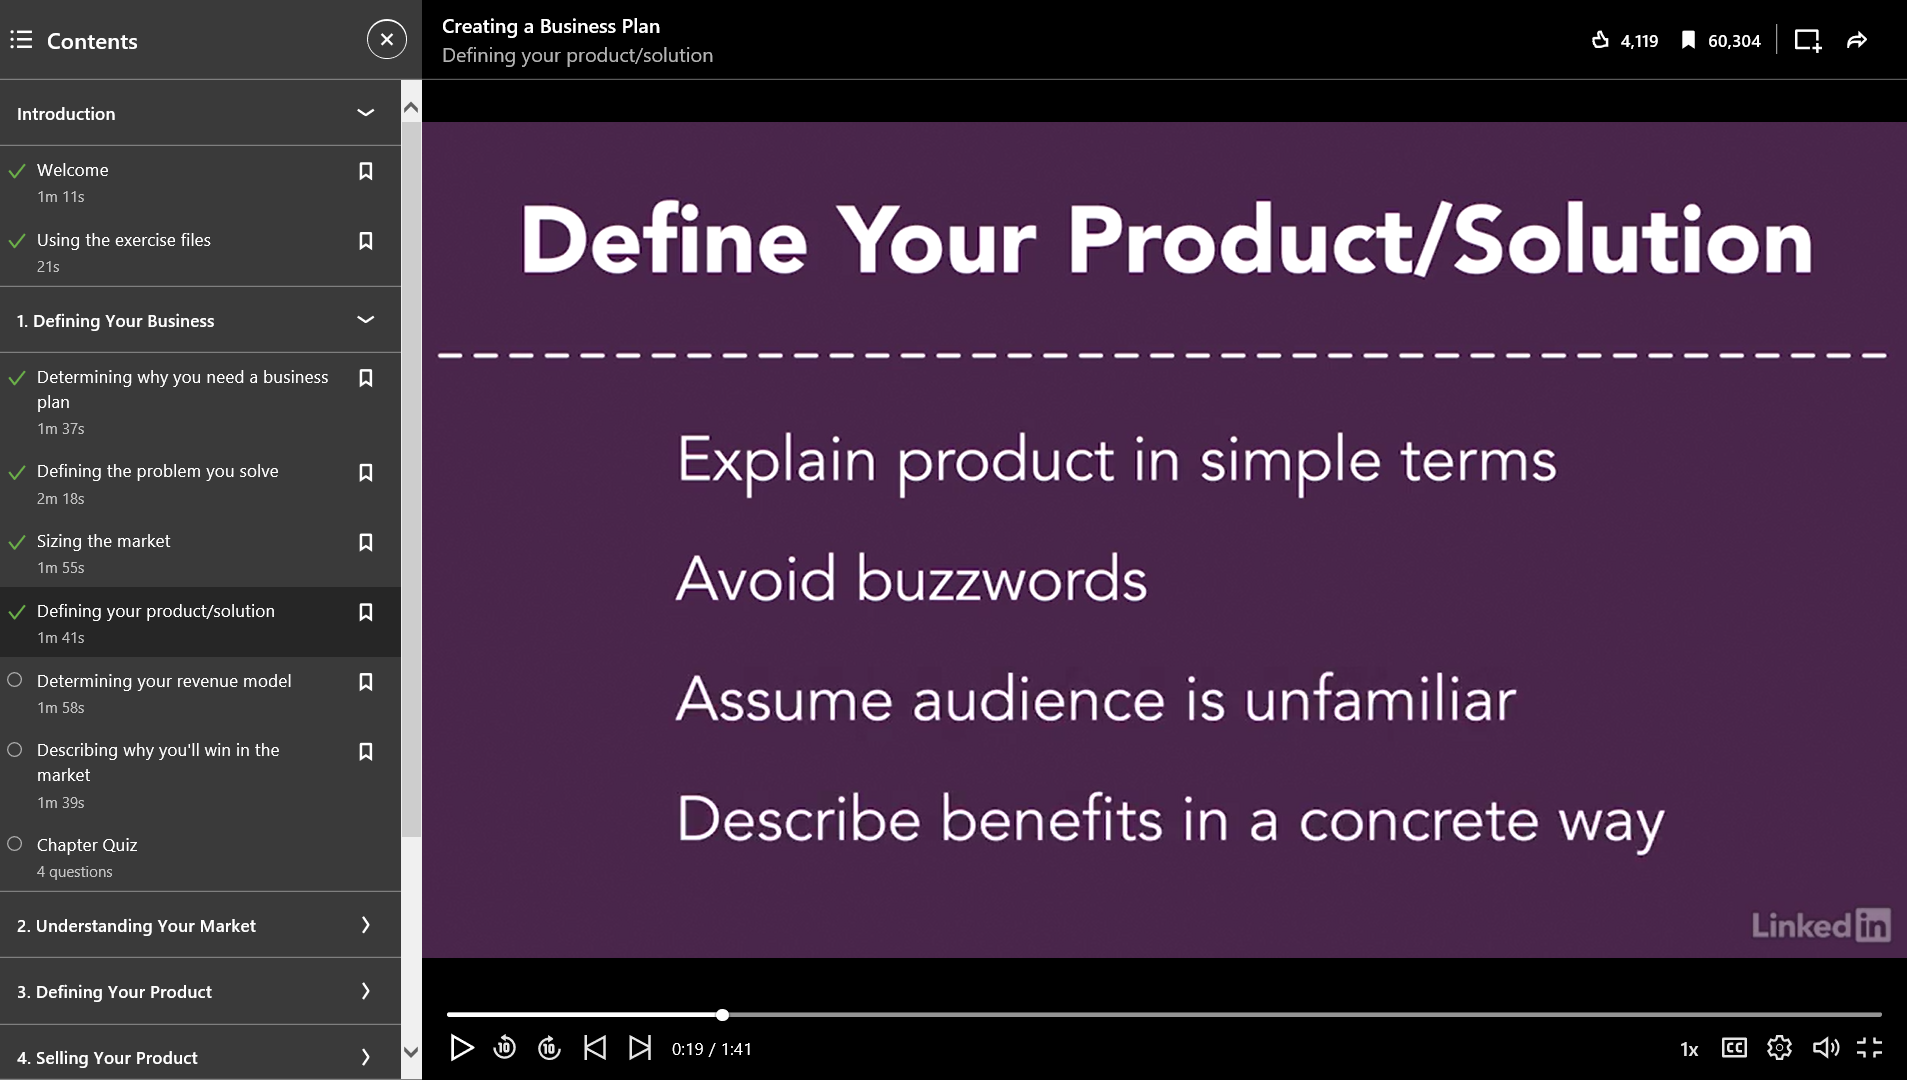 Contents
Introduction
Welcome
1m 11s
Using the exercise files
21s
1. Defining Your Business
Determining why you need a business
plan
1m 37s
Defining the problem you solve
2m 18s
Sizing the market
1m 55s
Defining your product/solution
1m 41s
Determining your revenue model
1m 58s
Describing why you'll win in the
market
1m 39s
Chapter Quiz
4 questions
2. Understanding Your Market
3. Defining Your Product
4. Selling Your Product
Creating a Business Plan
Defining your product/solution
4,119
60,304
Define Your Product/Solution
Explain product in simple terms
Avoid buzzwords
Assume audience is unfamiliar
Describe benefits in a concrete way
Linked in
10
10
0:19 / 1:41
1x
CC